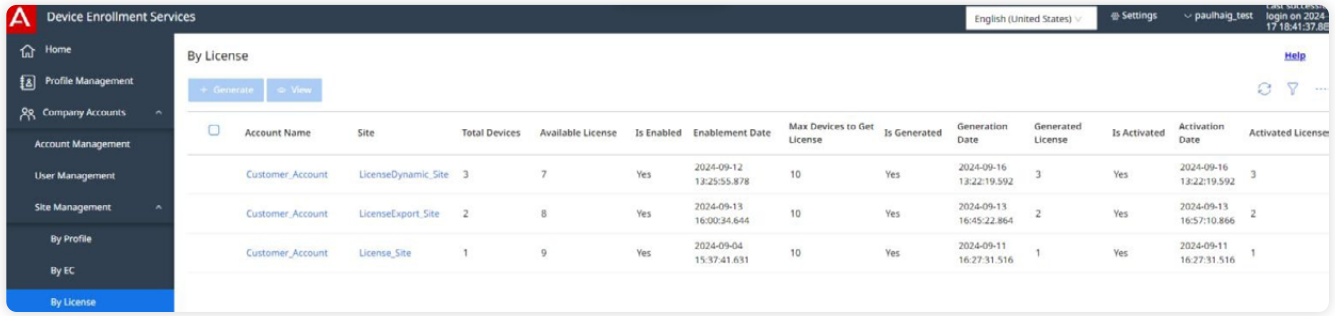 Device Enrollment Services
English (United States)
Settings
paulhaig_test
login on 2024-
17 18:41:37.
Home
Profile Management
Company Accounts
Account Management
User Management
Site Management
By Profile
By EC
By License
By License
Help
+ Generate View
Account Name Site Total Devices Available License Is Enabled Enablement Date Max Devices to Get License Is Generated Generation Date Generated License Is Activated Activation Date Activated Licenses
Customer_Account LicenseDynamic_Site 3 7 Yes 2024-09-12 13:25:55.878 10 Yes 2024-09-16 13:22:19.592 3 Yes 2024-09-16 13:22:19.592 3
Customer_Account LicenseExport_Site 2 8 Yes 2024-09-13 16:00:34.644 10 Yes 2024-09-13 16:45:22.864 2 Yes 2024-09-13 16:57:10.866 2
Customer_Account License_Site 1 9 Yes 2024-09-04 15:37:41.631 10 Yes 2024-09-11 16:27:31.516 1 Yes 2024-09-11 16:27:31.516 1